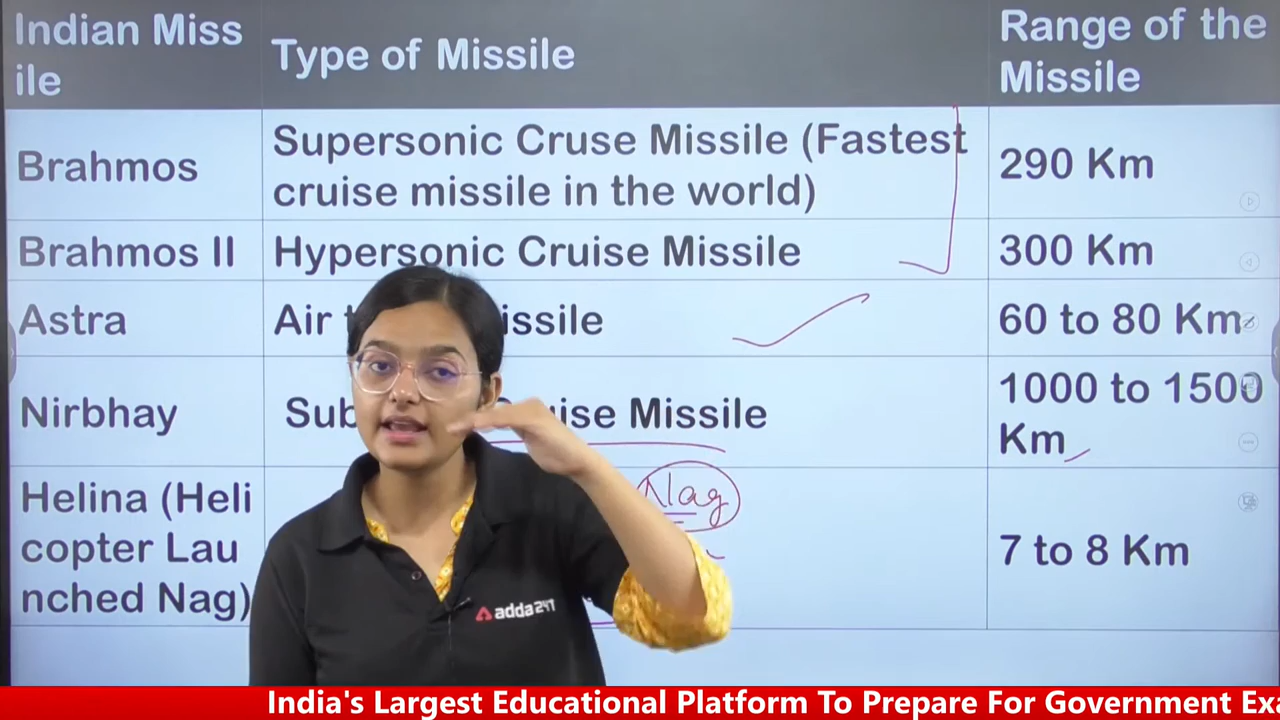 Indian Miss
ile
Type of Missile
Range of the
Missile
Brahmos
Supersonic Cruse Missile (Fastest
cruise missile in the world)
290 Km
Brahmos II
Hypersonic Cruise Missile
300 Km
Astra
Air
issile
60 to 80 Km
Nirbhay
Sub
uise Missile
1000 to 1500
Km
Helina (Heli
copter Lau
nched Nag)
Nag
7 to 8 Km
adda247
India's Largest Educational Platform To Prepare For Government Exa